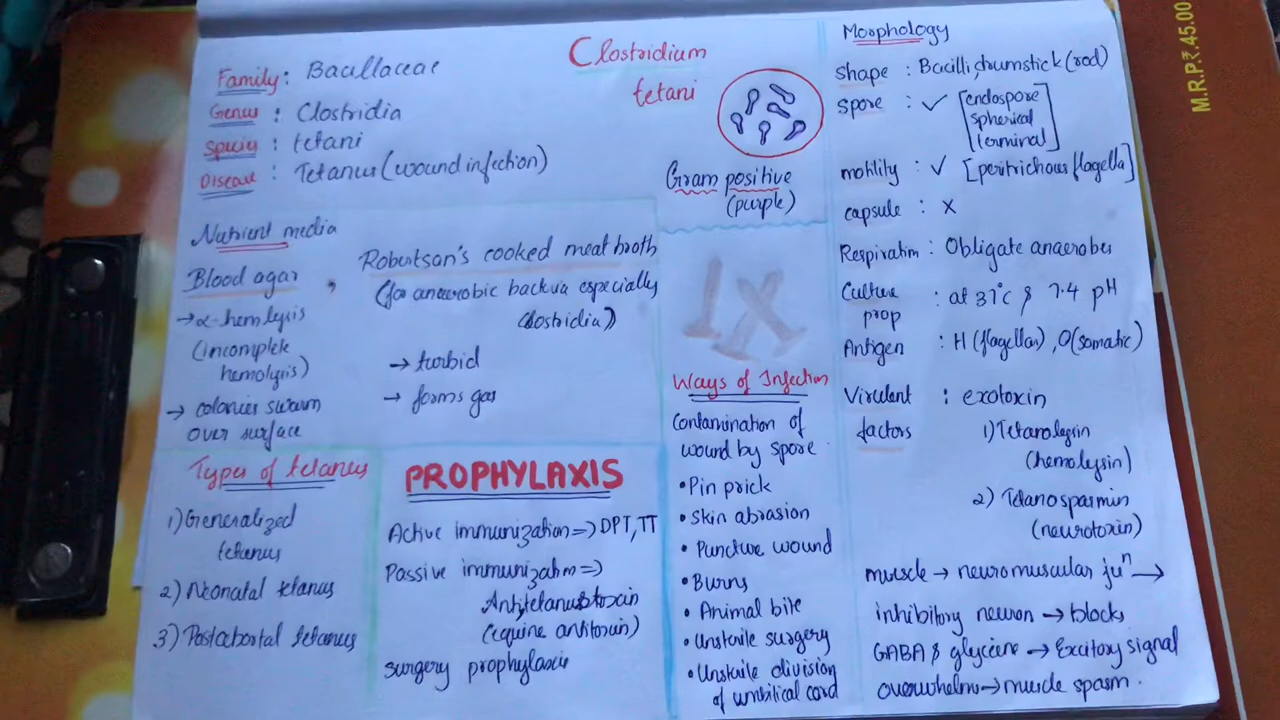 Clostridium
tetani
Family : Bacillaceae
Genus : Clostridia
Species : tetani
Disease : Tetanus (wound infection)
Gram positive
(purple)
Nutrient media
Blood agar ,
→ α-hemlysis
(incomplete
hemolysis)
→ colonies swarm
over surface
Robertson's cooked meat broth
(for anaerobic backua especially
Clostridia)
→ turbid
→ forms gas
Types of tetanus
1) Generalized
tetanus
2) Neonatal tetanus
3) Postabortal tetanus
PROPHYLAXIS
Active immunization => DPT, TT
Passive immunization =>
Antitetanus toxin
(equine antitoxin)
surgery prophylaxis
IX
Ways of Infection
Contamination of
wound by spore
• Pin prick
• Skin abrasion
• Puncture wound
• Burns
• Animal bite
• Unsterile surgery
• Unsterile division
of umbilical cord
Morphology
shape : Bacilli, drumstick (rod)
spore : ✓ [endospore
spherical
terminal]
motility : ✓ [peritrichous flagella]
capsule : x
Respiration : Obligate anaerobes
Culture prop : at 37°c & 7.4 pH
Antigen : H (flagellar), O (somatic)
Virulent factors : exotoxin
1) Tetanolysin
(hemolysin)
2) Tetanospasmin
(neurotoxin)
muscle → neuromuscular juⁿ →
inhibitory neuron → blocks
GABA & glycine → Excitory signal
overwhelm → muscle spasm.
M.R.P.₹.45.00